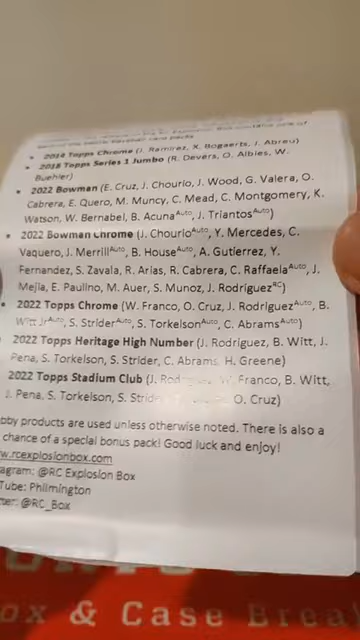 • 2014 Topps Chrome (J. Ramirez, X. Bogaerts, J. Abreu)
• 2018 Topps Series 1 Jumbo (R. Devers, O. Albies, W.
Buehler)
• 2022 Bowman (E. Cruz, J. Chourio, J. Wood, G. Valera, O.
Cabrera, E. Quero, M. Muncy, C. Mead, C. Montgomery, K.
Watson, W. Bernabel, B. Acuna Auto, J. Triantos Auto)
• 2022 Bowman Chrome (J. Chourio Auto, Y. Mercedes, C.
Vaquero, J. Merrill Auto, B. House Auto, A. Gutierrez, Y.
Fernandez, S. Zavala, R. Arias, R. Cabrera, C. Raffaela Auto, J.
Mejia, E. Paulino, M. Auer, S. Munoz, J. Rodriguez RC)
• 2022 Topps Chrome (W. Franco, O. Cruz, J. Rodriguez Auto, B.
Witt Jr Auto, S. Strider Auto, S. Torkelson Auto, C. Abrams Auto)
2022 Topps Heritage High Number (J. Rodriguez, B. Witt, J.
Pena, S. Torkelson, S. Strider, C. Abrams, H. Greene)
2022 Topps Stadium Club (J. Rod W. Franco, B. Witt,
J. Pena, S. Torkelson, S. Strid O. Cruz)
bby products are used unless otherwise noted. There is also a
chance of a special bonus pack! Good luck and enjoy!
w.rcexplosionbox.com
agram: @RC Explosion Box
Tube: Philmington
ter: @RC_Box
ox & Case Brea